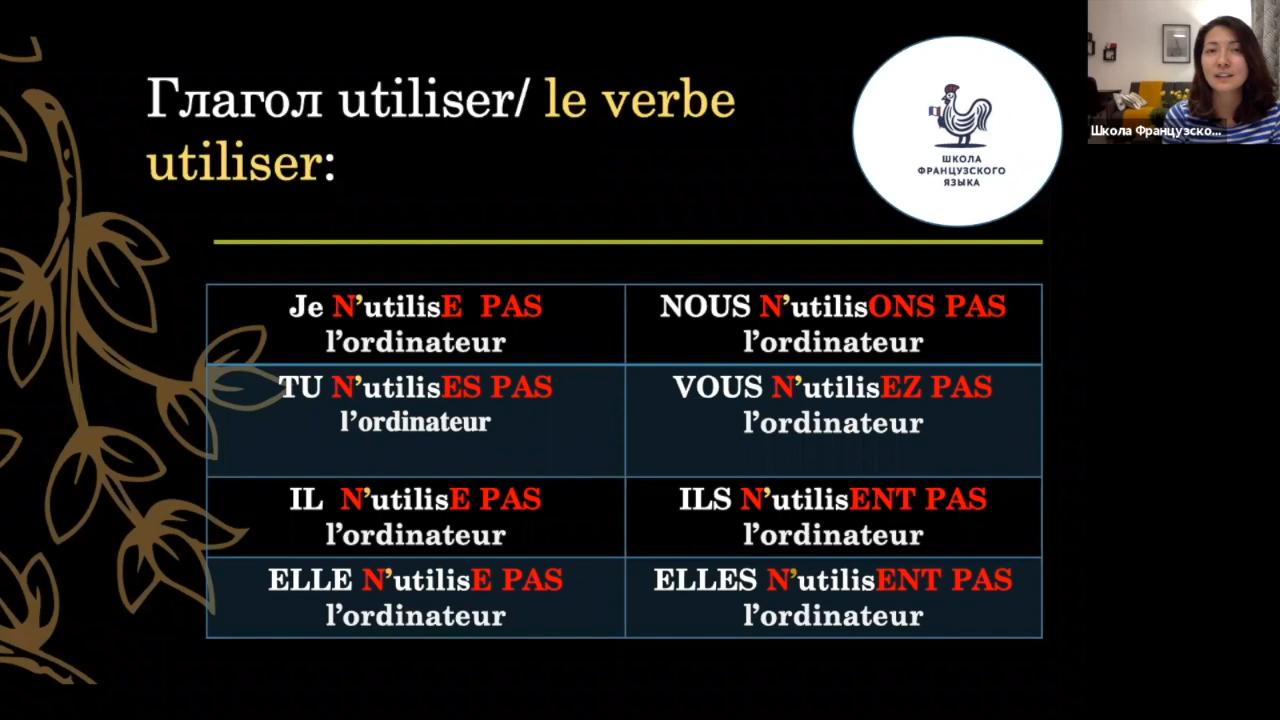 Глагол utiliser/ le verbe
utiliser:
ШКОЛА
ФРАНЦУЗСКОГО
ЯЗЫКА
Школа Французско...
Je N’utilisE PAS
l’ordinateur
NOUS N’utilisONS PAS
l’ordinateur
TU N’utilisES PAS
l’ordinateur
VOUS N’utilisEZ PAS
l’ordinateur
IL N’utilisE PAS
l’ordinateur
ILS N’utilisENT PAS
l’ordinateur
ELLE N’utilisE PAS
l’ordinateur
ELLES N’utilisENT PAS
l’ordinateur